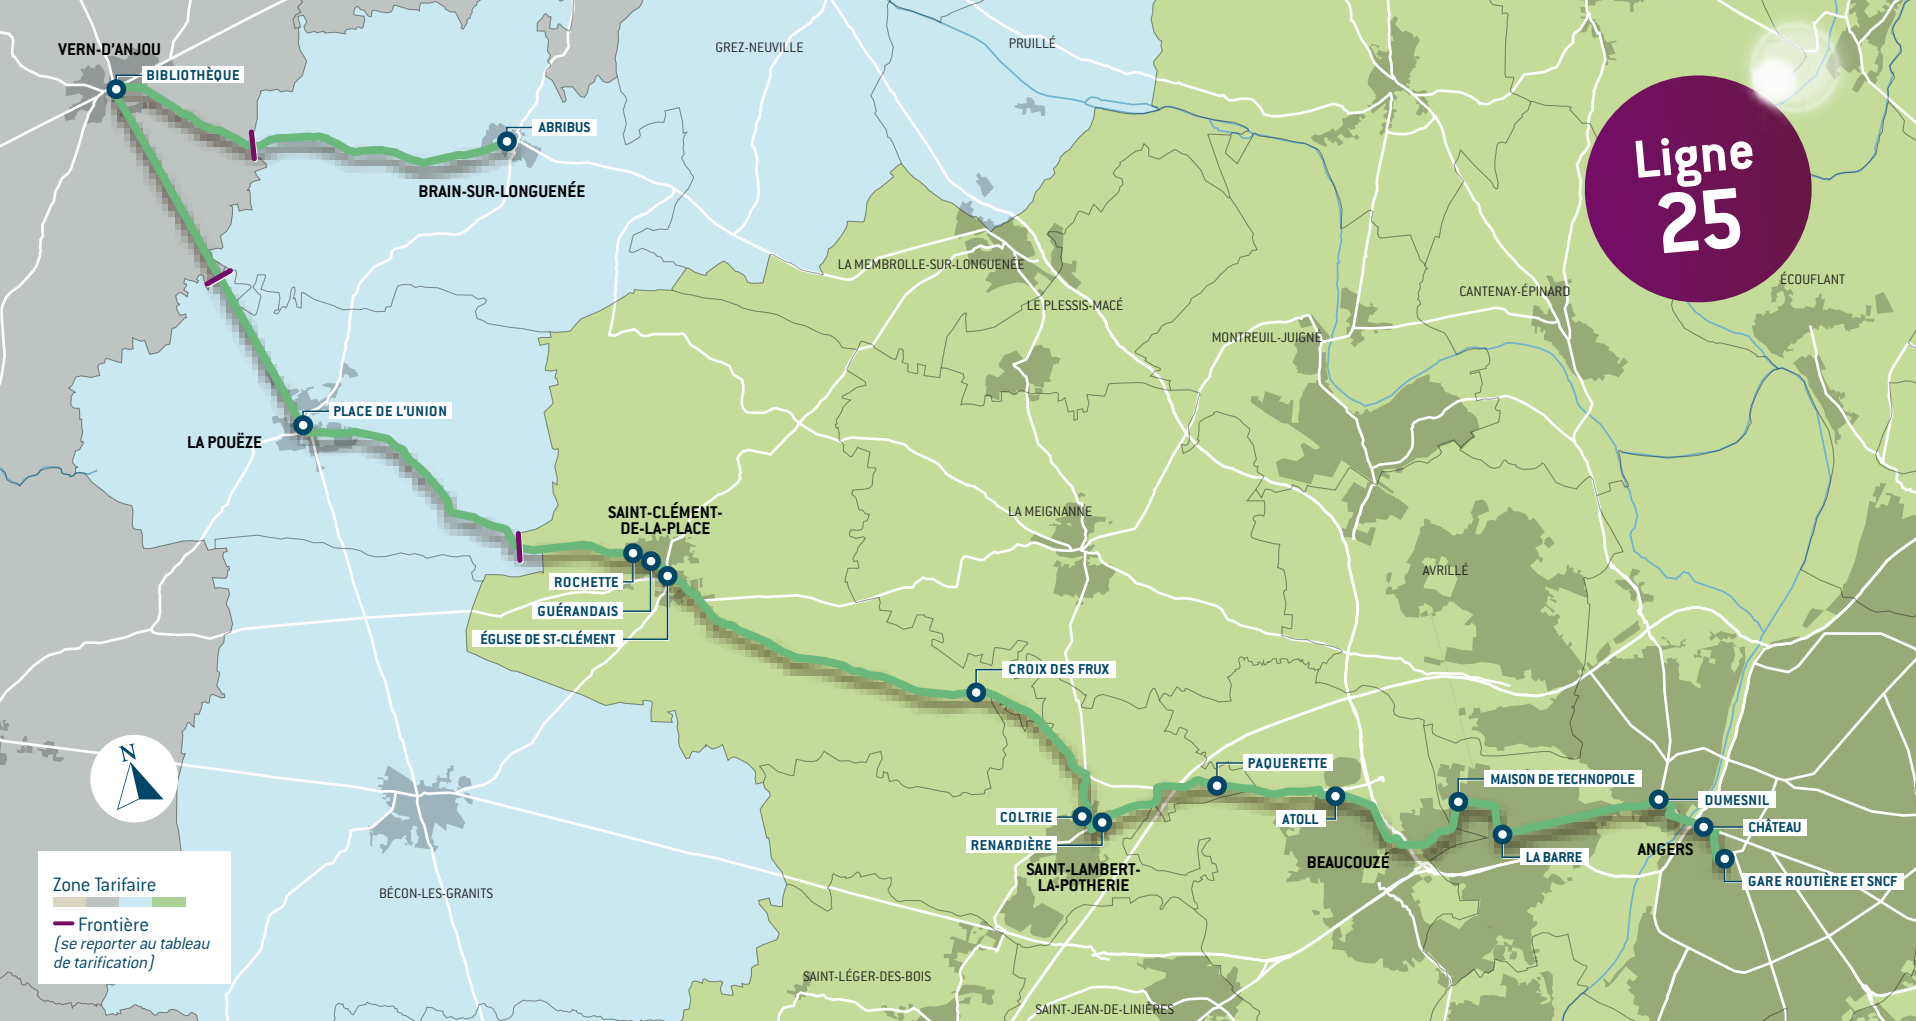 VERN-D'ANJOU
BIBLIOTHÈQUE
GREZ-NEUVILLE
PRUILLÉ
ABRIBUS
BRAIN-SUR-LONGUENÉE
Ligne
25
LA MEMBROLLE-SUR-LONGUENÉE
LE PLESSIS-MACÉ
CANTENAY-ÉPINARD
ÉCOUFLANT
MONTREUIL-JUIGNÉ
PLACE DE L'UNION
LA POUËZE
SAINT-CLÉMENT-
DE-LA-PLACE
LA MEIGNANNE
AVRILLÉ
ROCHETTE
GUÉRANDAIS
ÉGLISE DE ST-CLÉMENT
CROIX DES FRUX
N
PAQUERETTE
MAISON DE TECHNOPOLE
COLTRIE
ATOLL
DUMESNIL
CHÂTEAU
RENARDIÈRE
SAINT-LAMBERT-
LA-POTHERIE
BEAUCOUZÉ
LA BARRE
ANGERS
GARE ROUTIÈRE ET SNCF
BÉCON-LES-GRANITS
Zone Tarifaire
Frontière
(se reporter au tableau
de tarification)
SAINT-LÉGER-DES-BOIS
SAINT-JEAN-DE-LINIÈRES